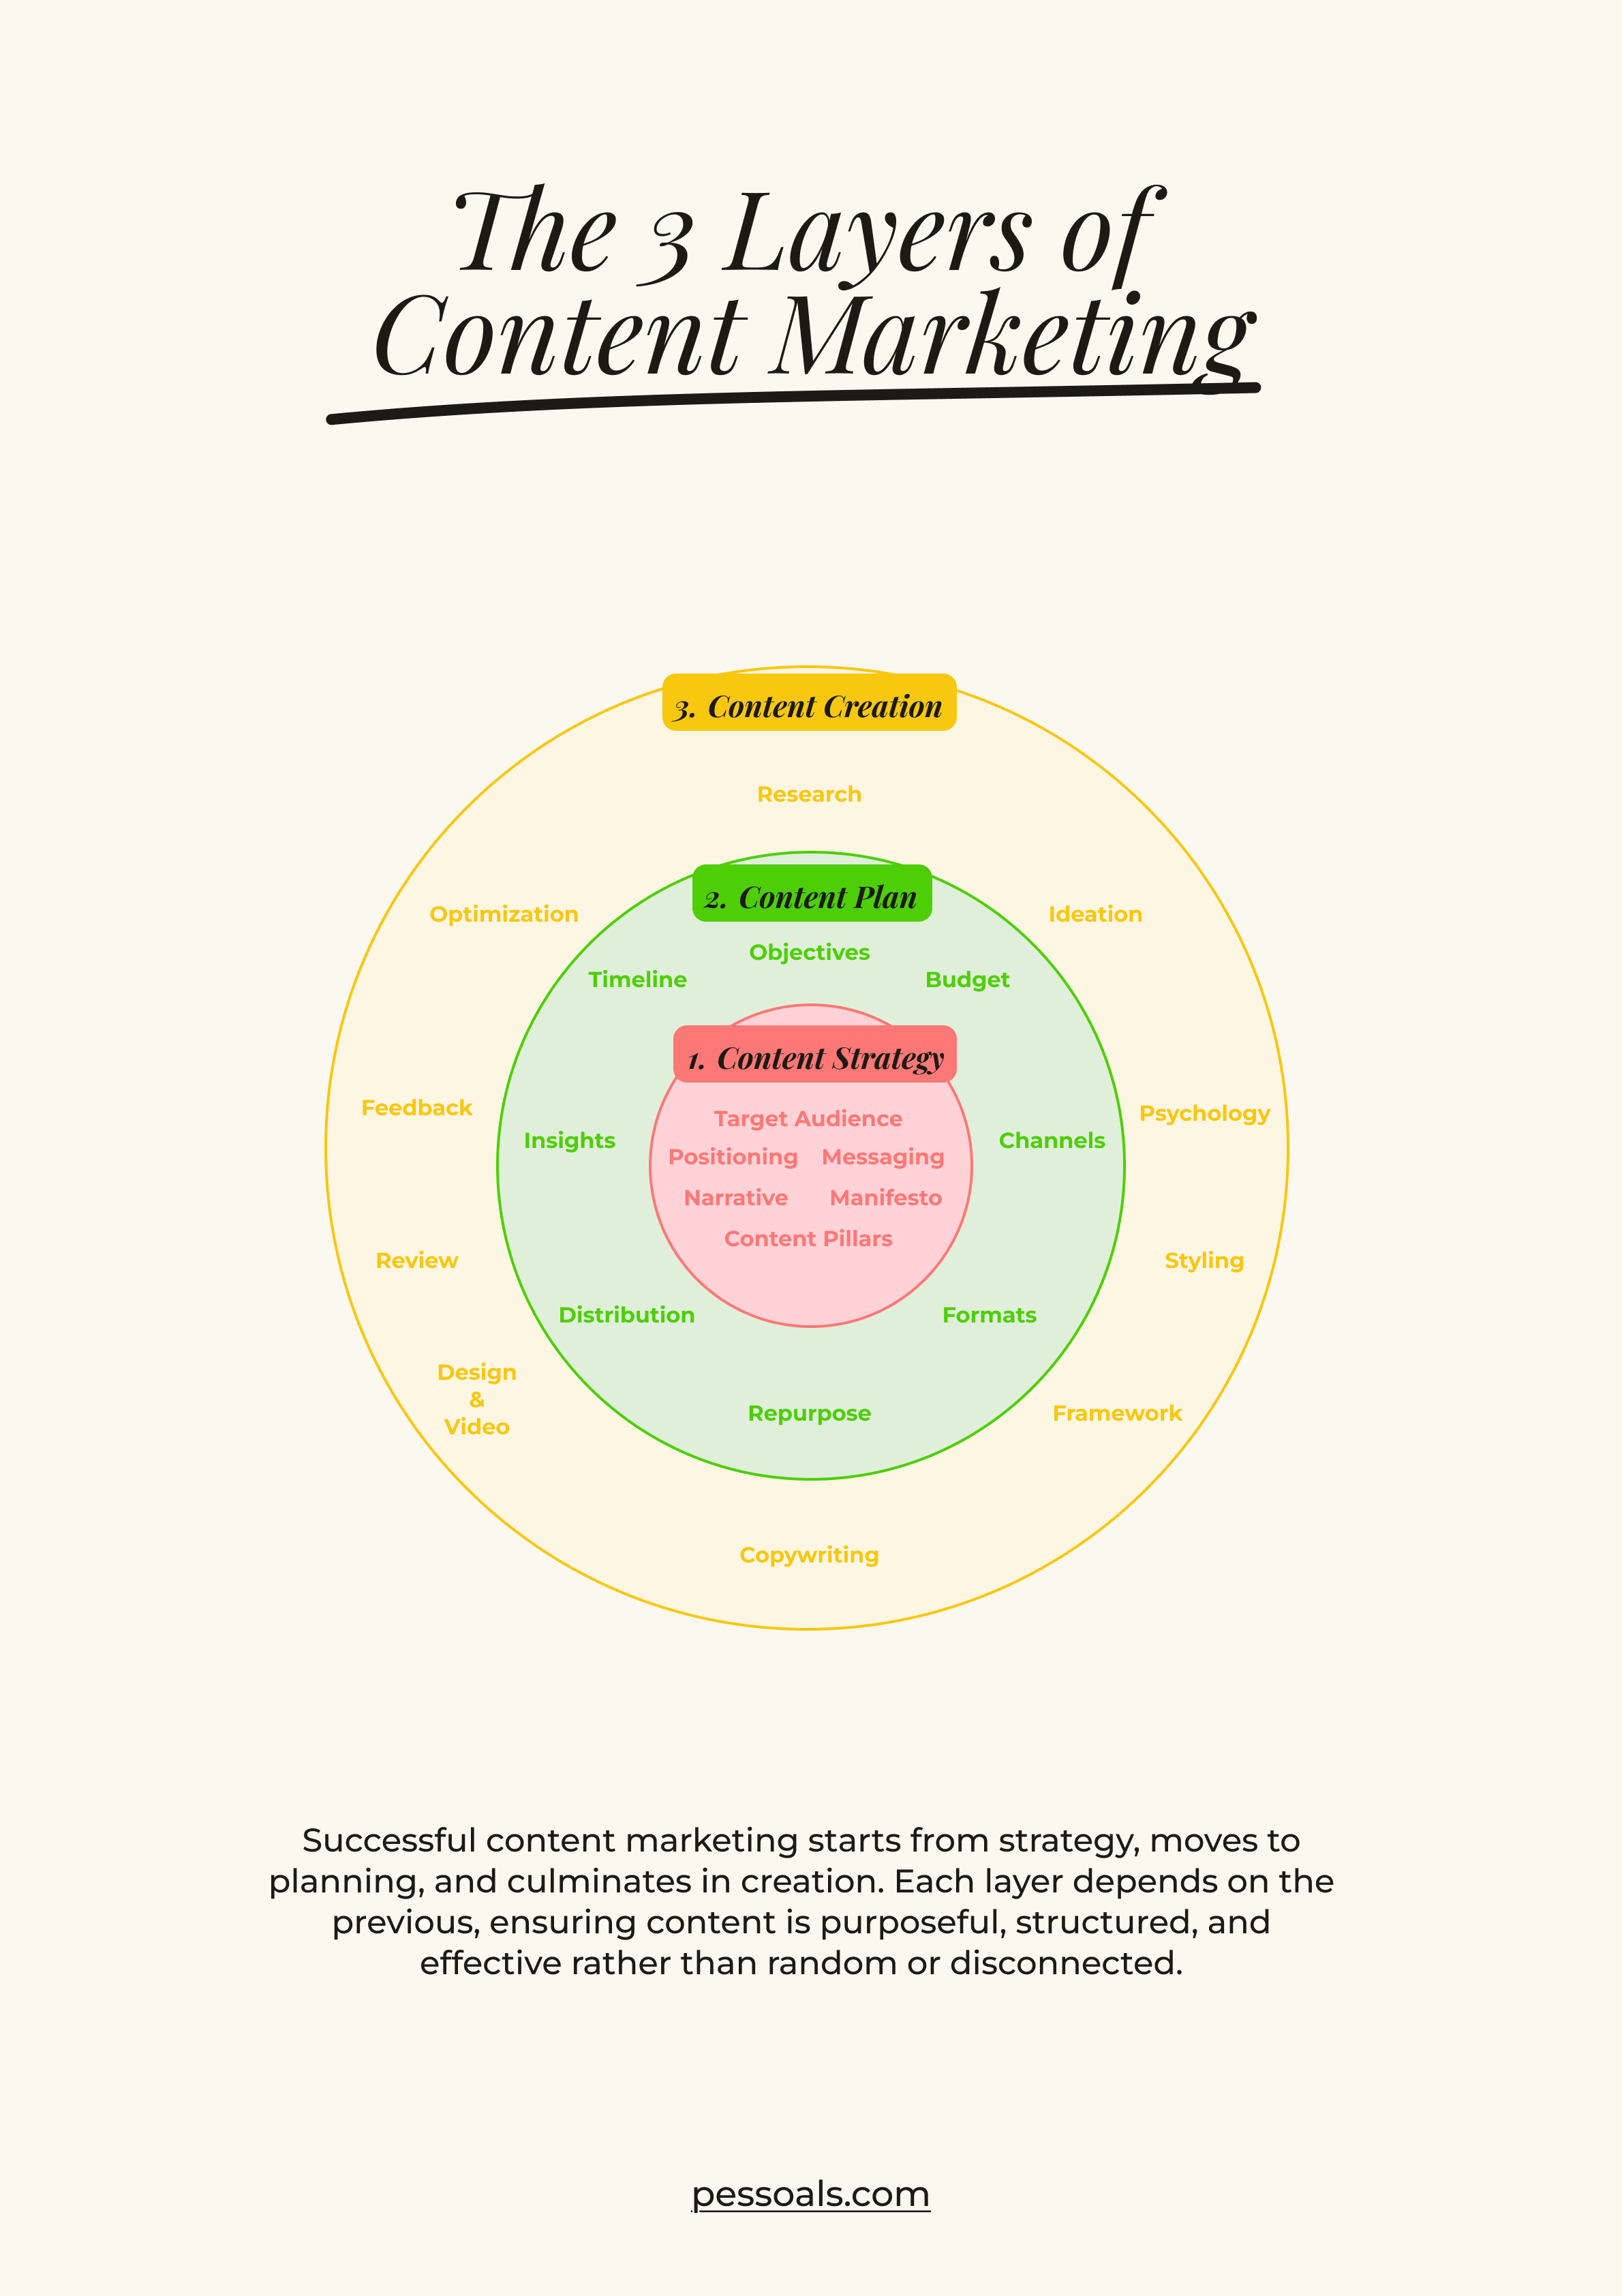 The 3 Layers of
Content Marketing
3. Content Creation
Research
Optimization
Ideation
Feedback
Psychology
Review
Styling
Design
&
Video
Framework
Copywriting
2. Content Plan
Objectives
Timeline
Budget
Insights
Channels
Distribution
Formats
Repurpose
1. Content Strategy
Target Audience
Positioning Messaging
Narrative Manifesto
Content Pillars
Successful content marketing starts from strategy, moves to
planning, and culminates in creation. Each layer depends on the
previous, ensuring content is purposeful, structured, and
effective rather than random or disconnected.
pessoals.com